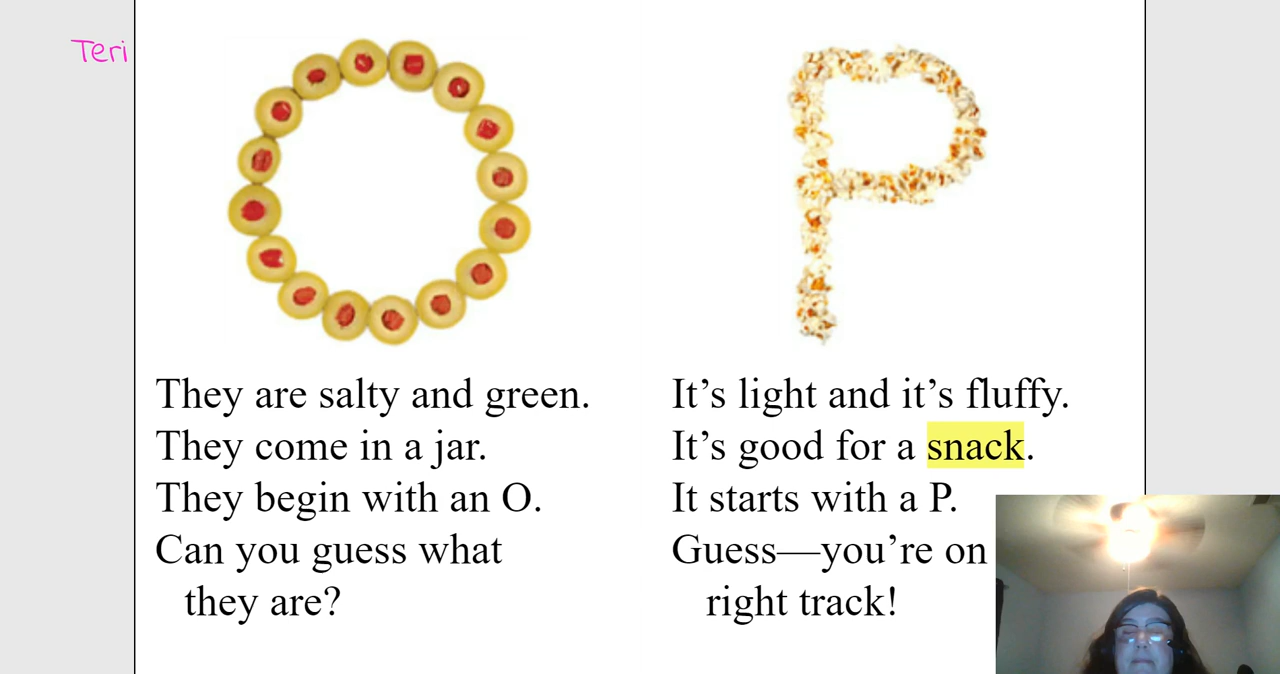 Teri
They are salty and green.
They come in a jar.
They begin with an O.
Can you guess what
they are?
It’s light and it’s fluffy.
It’s good for a snack.
It starts with a P.
Guess—you’re on
right track!